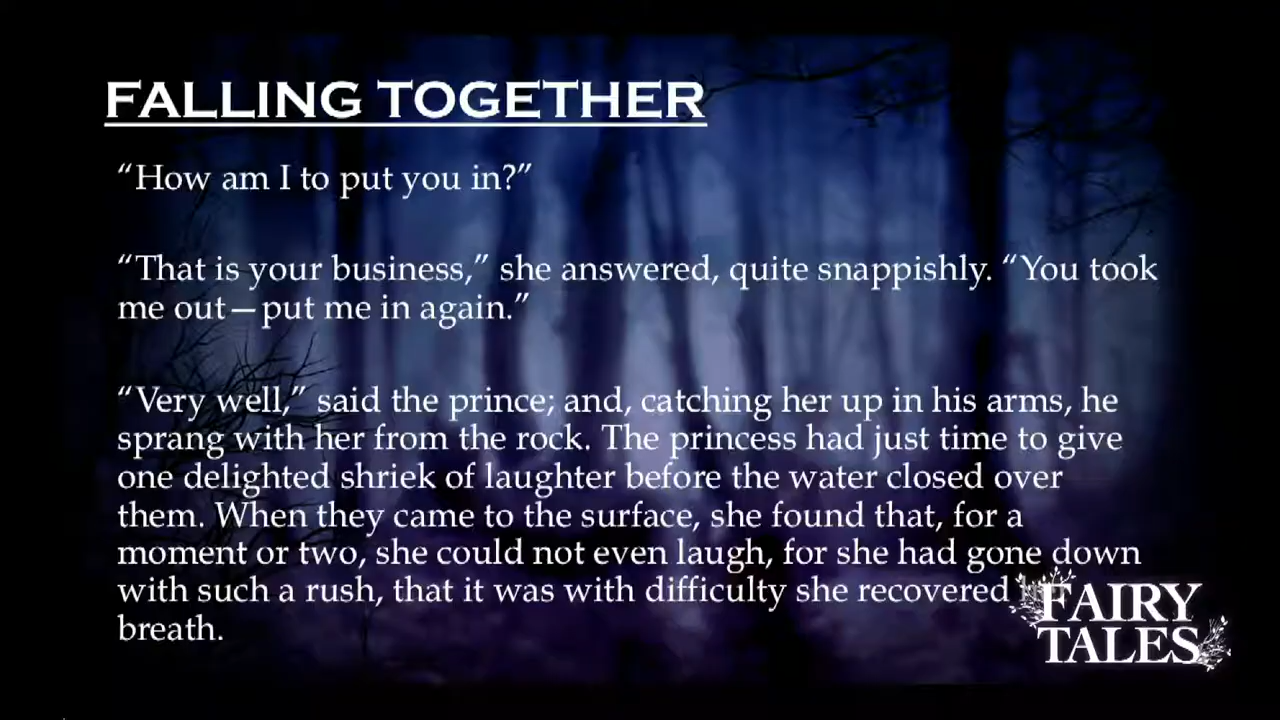 FALLING TOGETHER
“How am I to put you in?”
“That is your business,” she answered, quite snappishly. “You took
me out—put me in again.”
“Very well,” said the prince; and, catching her up in his arms, he
sprang with her from the rock. The princess had just time to give
one delighted shriek of laughter before the water closed over
them. When they came to the surface, she found that, for a
moment or two, she could not even laugh, for she had gone down
with such a rush, that it was with difficulty she recovered
breath.
FAIRY
TALES